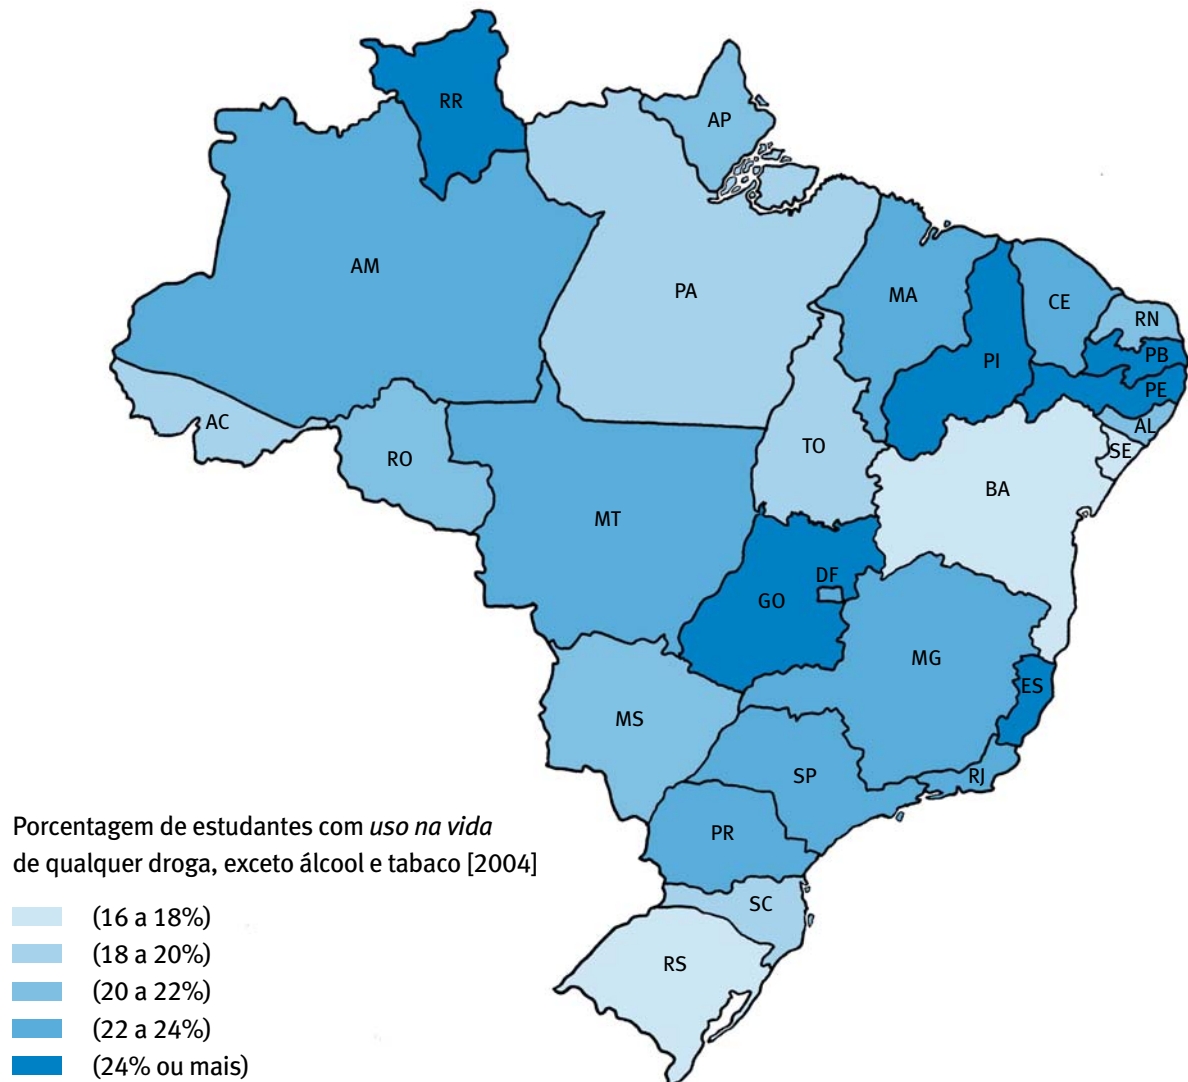 RR
AP
AM
PA
MA
CE
RN
PI
PB
PE
AC
TO
AL
RO
SE
BA
MT
DF
GO
MG
ES
MS
SP
RJ
Porcentagem de estudantes com uso na vida
PR
de qualquer droga, exceto álcool e tabaco [2004]
SC
(16 a 18%)
(18 a 20%)
RS
(20 a 22%)
(22 a 24%)
(24% ou mais)